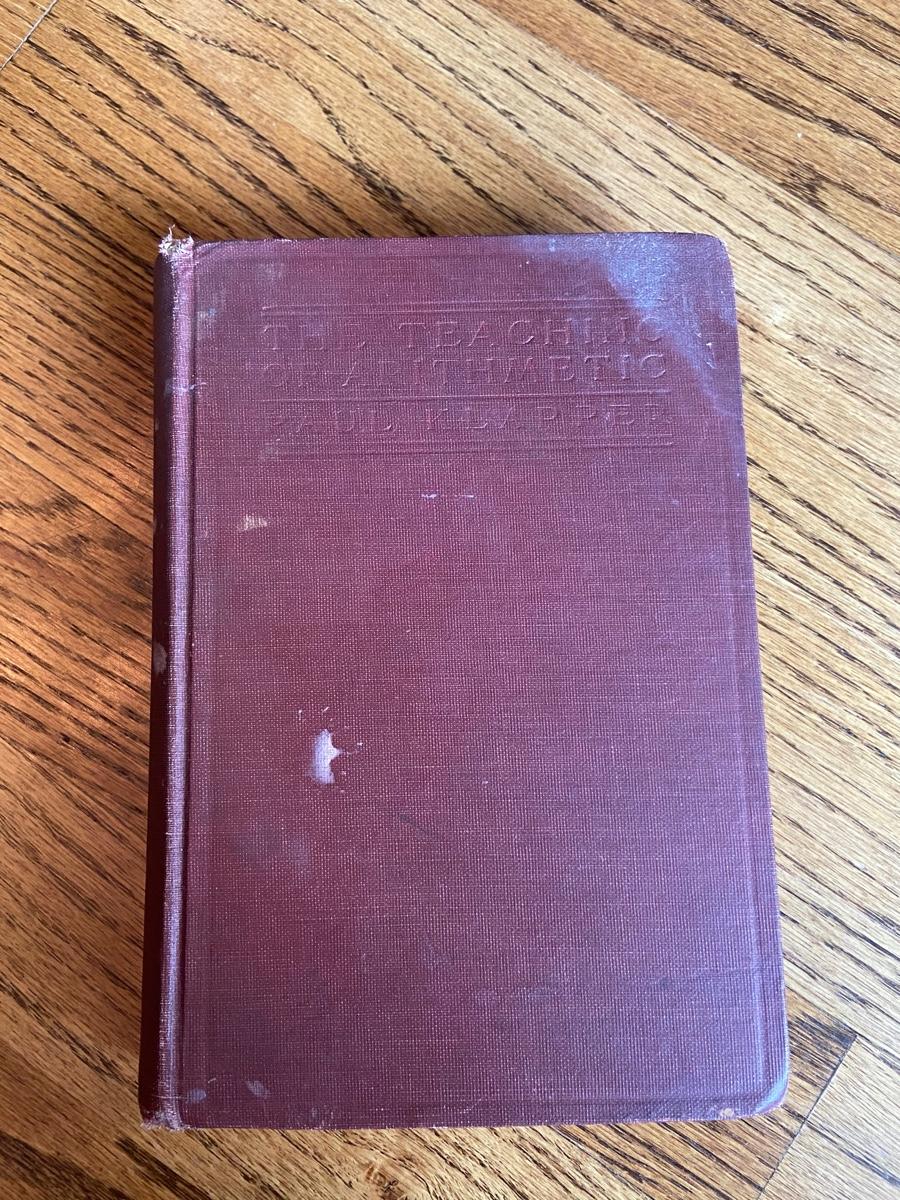 THE TEACHING
OF ARITHMETIC
PAUL KLAPPER